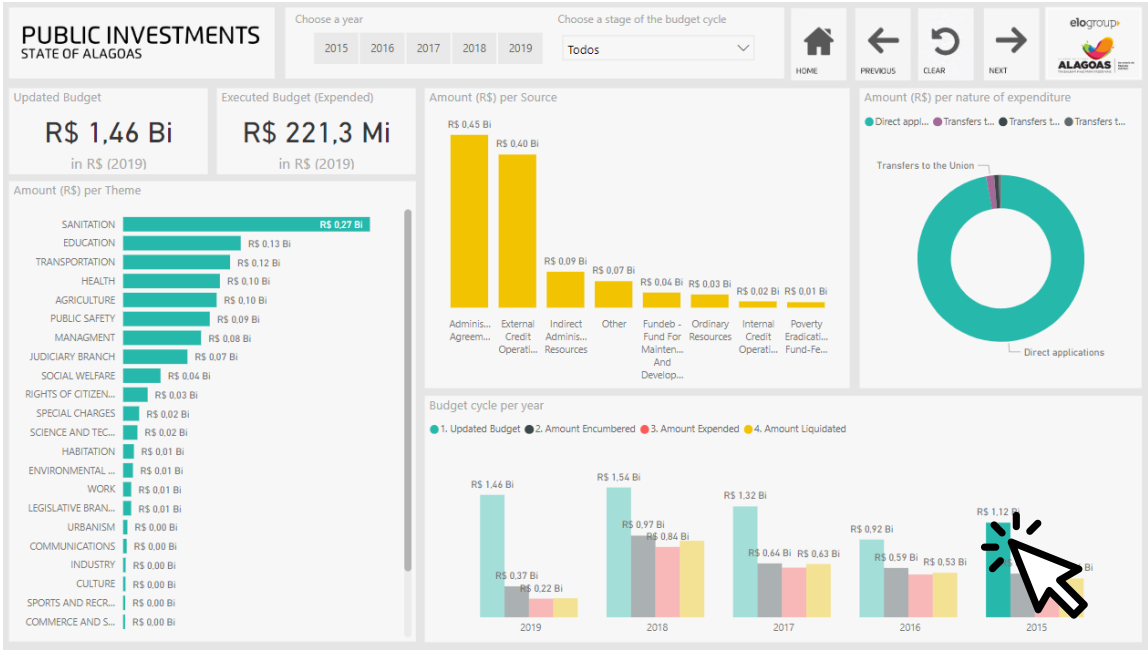 PUBLIC INVESTMENTS
STATE OF ALAGOAS
Choose a year
2015 2016 2017 2018 2019
Choose a stage of the budget cycle
Todos
HOME
PREVIOUS
CLEAR
NEXT
elogroup
ALAGOAS
Updated Budget
R$ 1,46 Bi
in R$ (2019)
Executed Budget (Expended)
R$ 221,3 Mi
in R$ (2019)
Amount (R$) per Theme
SANITATION R$ 0,27 Bi
EDUCATION R$ 0,13 Bi
TRANSPORTATION R$ 0,12 Bi
HEALTH R$ 0,10 Bi
AGRICULTURE R$ 0,10 Bi
PUBLIC SAFETY R$ 0,09 Bi
MANAGMENT R$ 0,08 Bi
JUDICIARY BRANCH R$ 0,07 Bi
SOCIAL WELFARE R$ 0,04 Bi
RIGHTS OF CITIZEN... R$ 0,03 Bi
SPECIAL CHARGES R$ 0,02 Bi
SCIENCE AND TEC... R$ 0,02 Bi
HABITATION R$ 0,01 Bi
ENVIRONMENTAL ... R$ 0,01 Bi
WORK R$ 0,01 Bi
LEGISLATIVE BRAN... R$ 0,01 Bi
URBANISM R$ 0,00 Bi
COMMUNICATIONS R$ 0,00 Bi
INDUSTRY R$ 0,00 Bi
CULTURE R$ 0,00 Bi
SPORTS AND RECR... R$ 0,00 Bi
COMMERCE AND S... R$ 0,00 Bi
Amount (R$) per Source
R$ 0,45 Bi
R$ 0,40 Bi
R$ 0,09 Bi
R$ 0,07 Bi
R$ 0,04 Bi
R$ 0,03 Bi
R$ 0,02 Bi
R$ 0,01 Bi
Adminis...
Agreem...
External
Credit
Operati...
Indirect
Adminis...
Resources
Other
Fundeb -
Fund For
Mainten...
And
Develop...
Ordinary
Resources
Internal
Credit
Operati...
Poverty
Eradicati...
Fund-Fe...
Amount (R$) per nature of expenditure
Direct appl... Transfers t... Transfers t... Transfers t...
Transfers to the Union
Direct applications
Budget cycle per year
1. Updated Budget 2. Amount Encumbered 3. Amount Expended 4. Amount Liquidated
R$ 1,46 Bi
R$ 0,37 Bi
R$ 0,22 Bi
R$ 1,54 Bi
R$ 0,97 Bi
R$ 0,84 Bi
R$ 1,32 Bi
R$ 0,64 Bi
R$ 0,63 Bi
R$ 0,92 Bi
R$ 0,59 Bi
R$ 0,53 Bi
R$ 1,12 Bi
Bi
2019 2018 2017 2016 2015